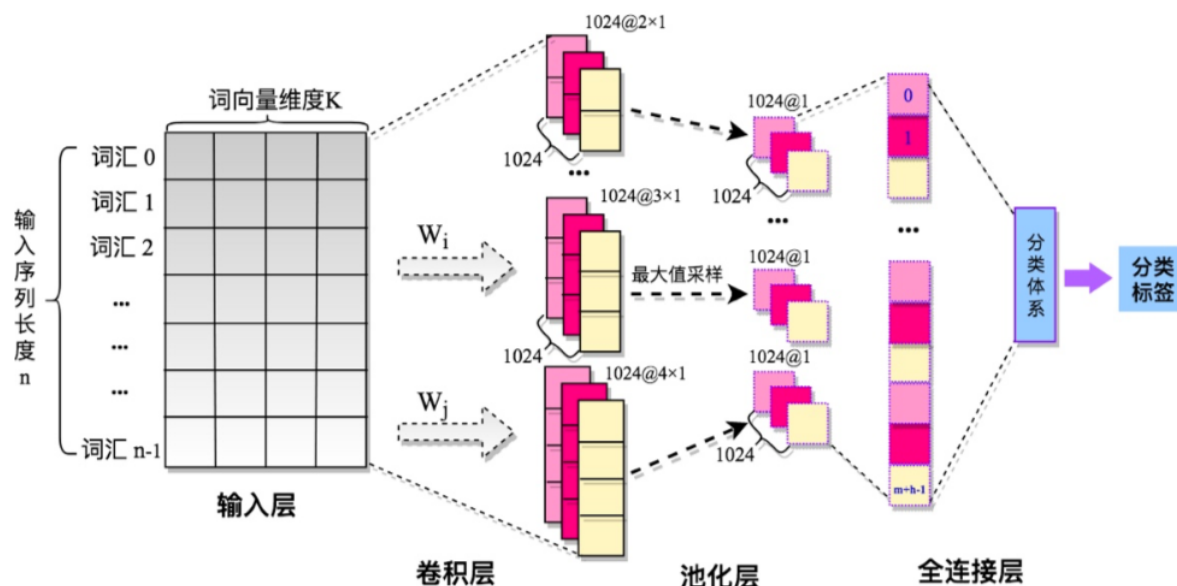 1024@2×1
词向量维度K
1024@1
0
词汇 0
1
1024
词汇 1
...
1024
1024@3×1
输入序列长度n
词汇 2
Wi
...
...
分类体系
分类
标签
最大值采样
1024@1
...
...
1024
1024@1
1024@4×1
...
Wj
词汇 n-1
1024
m+h-1
输入层
卷积层
池化层
全连接层